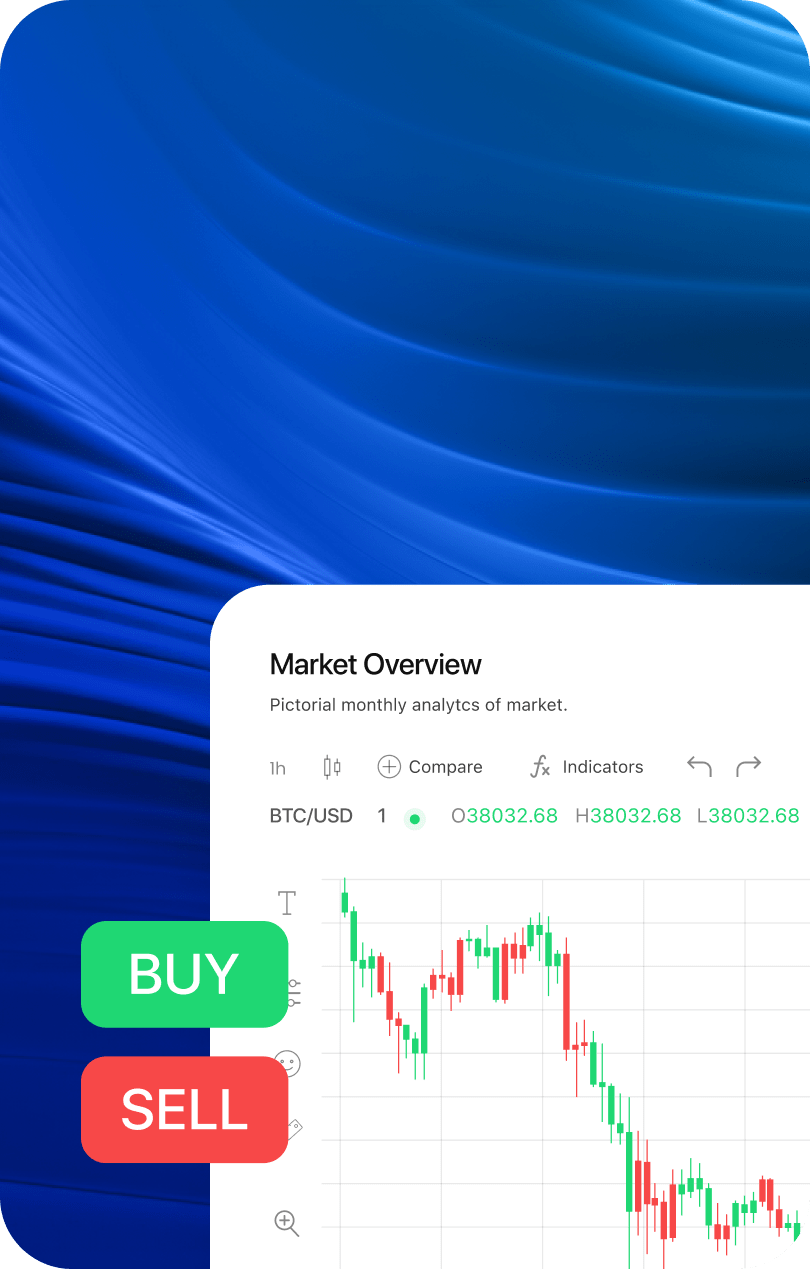 Market Overview
Pictorial monthly analytcs of market.
1h Compare Indicators
BTC/USD 1 O38032.68 H38032.68 L38032.68
T
BUY
SELL